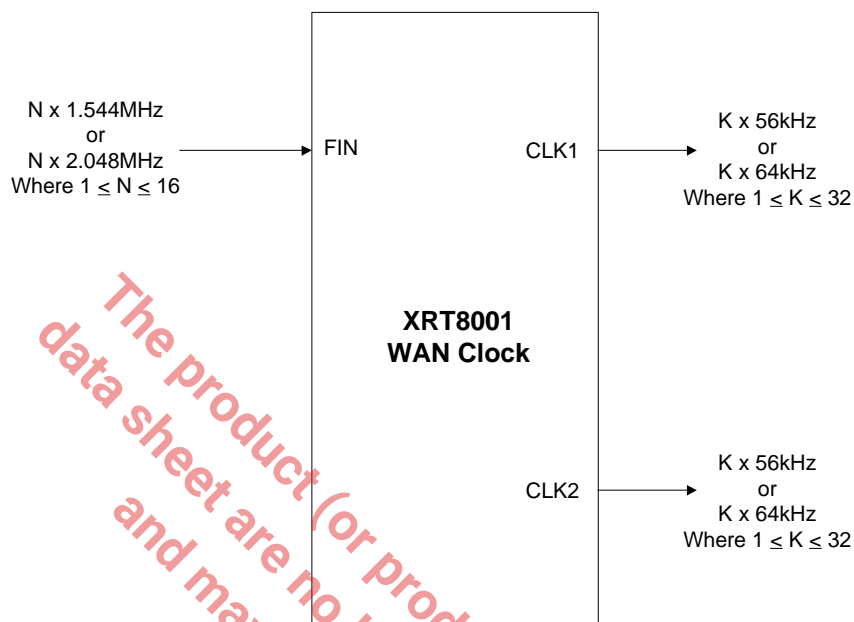 N x 1.544MHz
or
N x 2.048MHz
Where 1 ≤ N ≤ 16
FIN
CLK1
K x 56kHz
or
K x 64kHz
Where 1 ≤ K ≤ 32
XRT8001
WAN Clock
CLK2
K x 56kHz
or
K x 64kHz
Where 1 ≤ K ≤ 32
The product (or prod
data sheet are no
and may